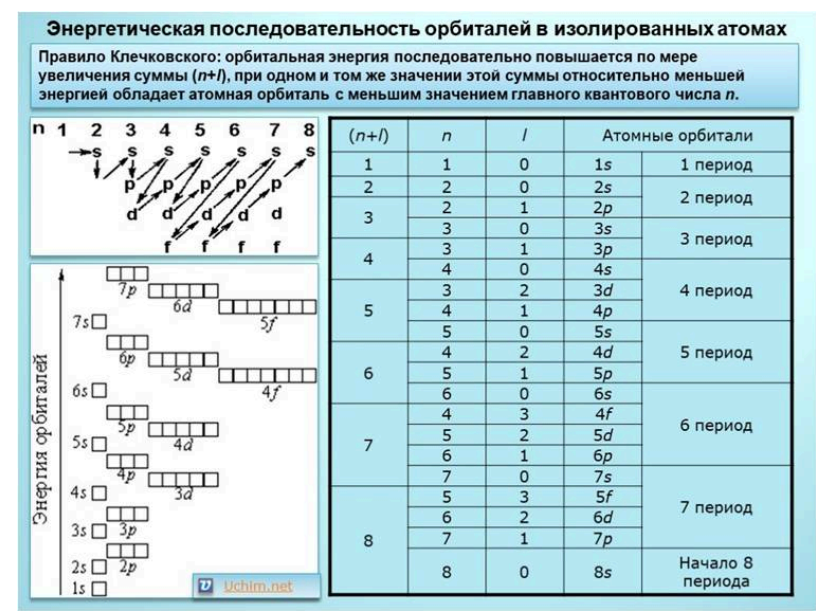 Энергетическая последовательность орбиталей в изолированных атомах
Правило Клечковского: орбитальная энергия последовательно повышается по мере
увеличения суммы (n+l), при одном и том же значении этой суммы относительно меньшей
энергией обладает атомная орбиталь с меньшим значением главного квантового числа n.
n 1 2 3 4 5 6 7 8
s s s s s s s
p p p p p
d d d d d
f f f f
Энергия орбиталей
7p
6d
5f
7s
6p
5d
4f
6s
5p
4d
5s
4p
3d
4s
3p
3s
2p
2s
1s
Uchim.net
(n+l) n l Атомные орбитали
1 1 0 1s 1 период
2 2 0 2s 2 период
3 2 1 2p
3 0 3s 3 период
4 3 1 3p
4 0 4s 4 период
5 3 2 3d
4 1 4p
5 0 5s 5 период
6 4 2 4d
5 1 5p
6 0 6s 6 период
7 4 3 4f
5 2 5d
6 1 6p
7 0 7s 7 период
8 5 3 5f
6 2 6d
7 1 7p
8 0 8s Начало 8
периода